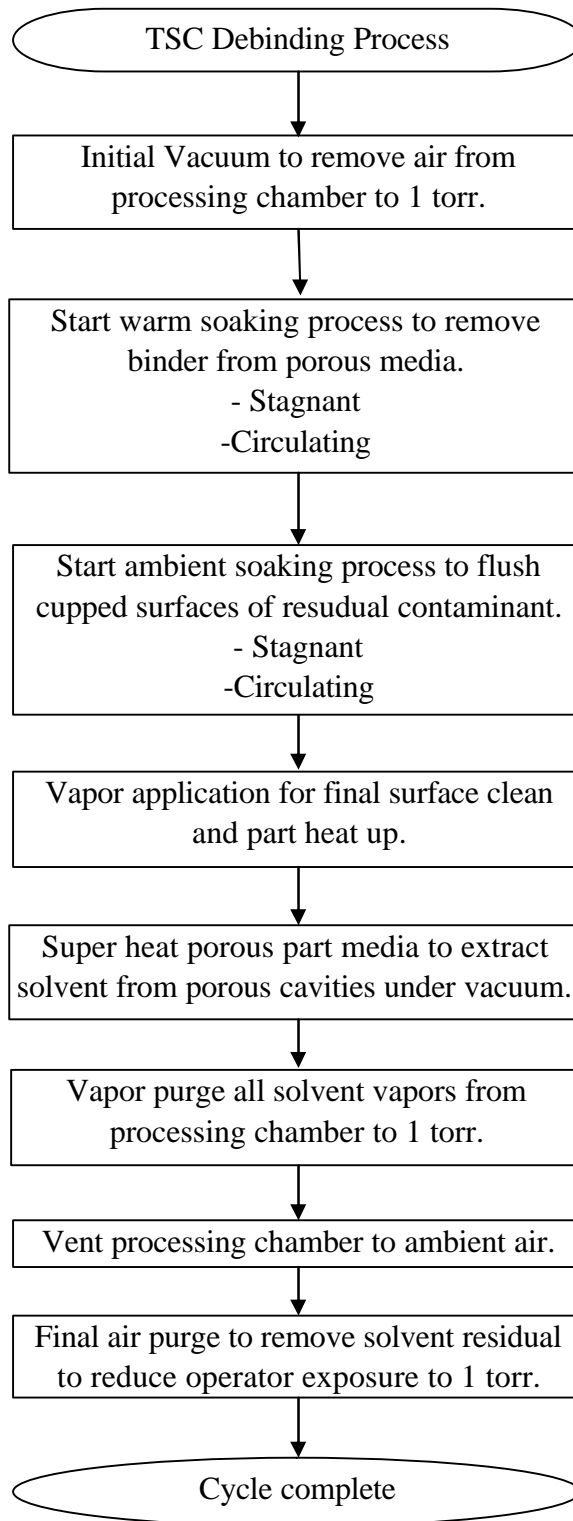 TSC Debinding Process
Initial Vacuum to remove air from
processing chamber to 1 torr.
Start warm soaking process to remove
binder from porous media.
- Stagnant
-Circulating
Start ambient soaking process to flush
cupped surfaces of resudual contaminant.
- Stagnant
-Circulating
Vapor application for final surface clean
and part heat up.
Super heat porous part media to extract
solvent from porous cavities under vacuum.
Vapor purge all solvent vapors from
processing chamber to 1 torr.
Vent processing chamber to ambient air.
Final air purge to remove solvent residual
to reduce operator exposure to 1 torr.
Cycle complete